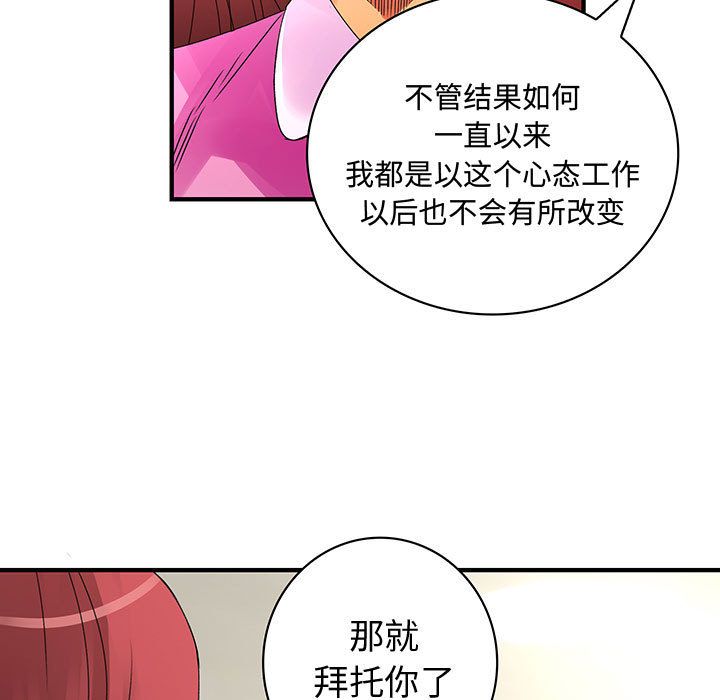 不管结果如何
一直以来
我都是以这个心态工作
以后也不会有所改变
那就
拜托你了